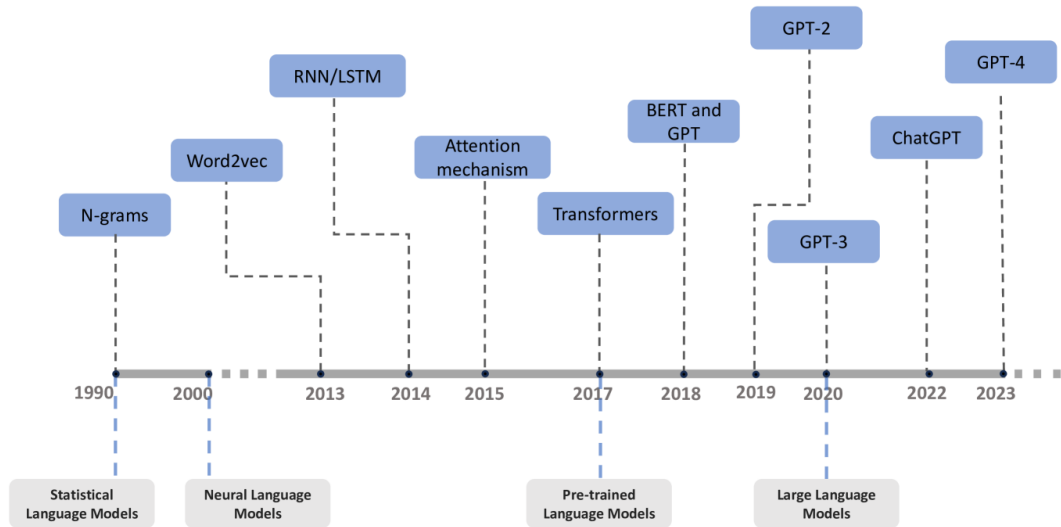 GPT-2
GPT-4
RNN/LSTM
BERT and
GPT
ChatGPT
Attention
mechanism
Word2vec
N-grams
Transformers
GPT-3
1990
2000
2013
2014
2015
2017
2018
2019
2020
2022
2023
Statistical
Language Models
Neural Language
Models
Pre-trained
Language Models
Large Language
Models